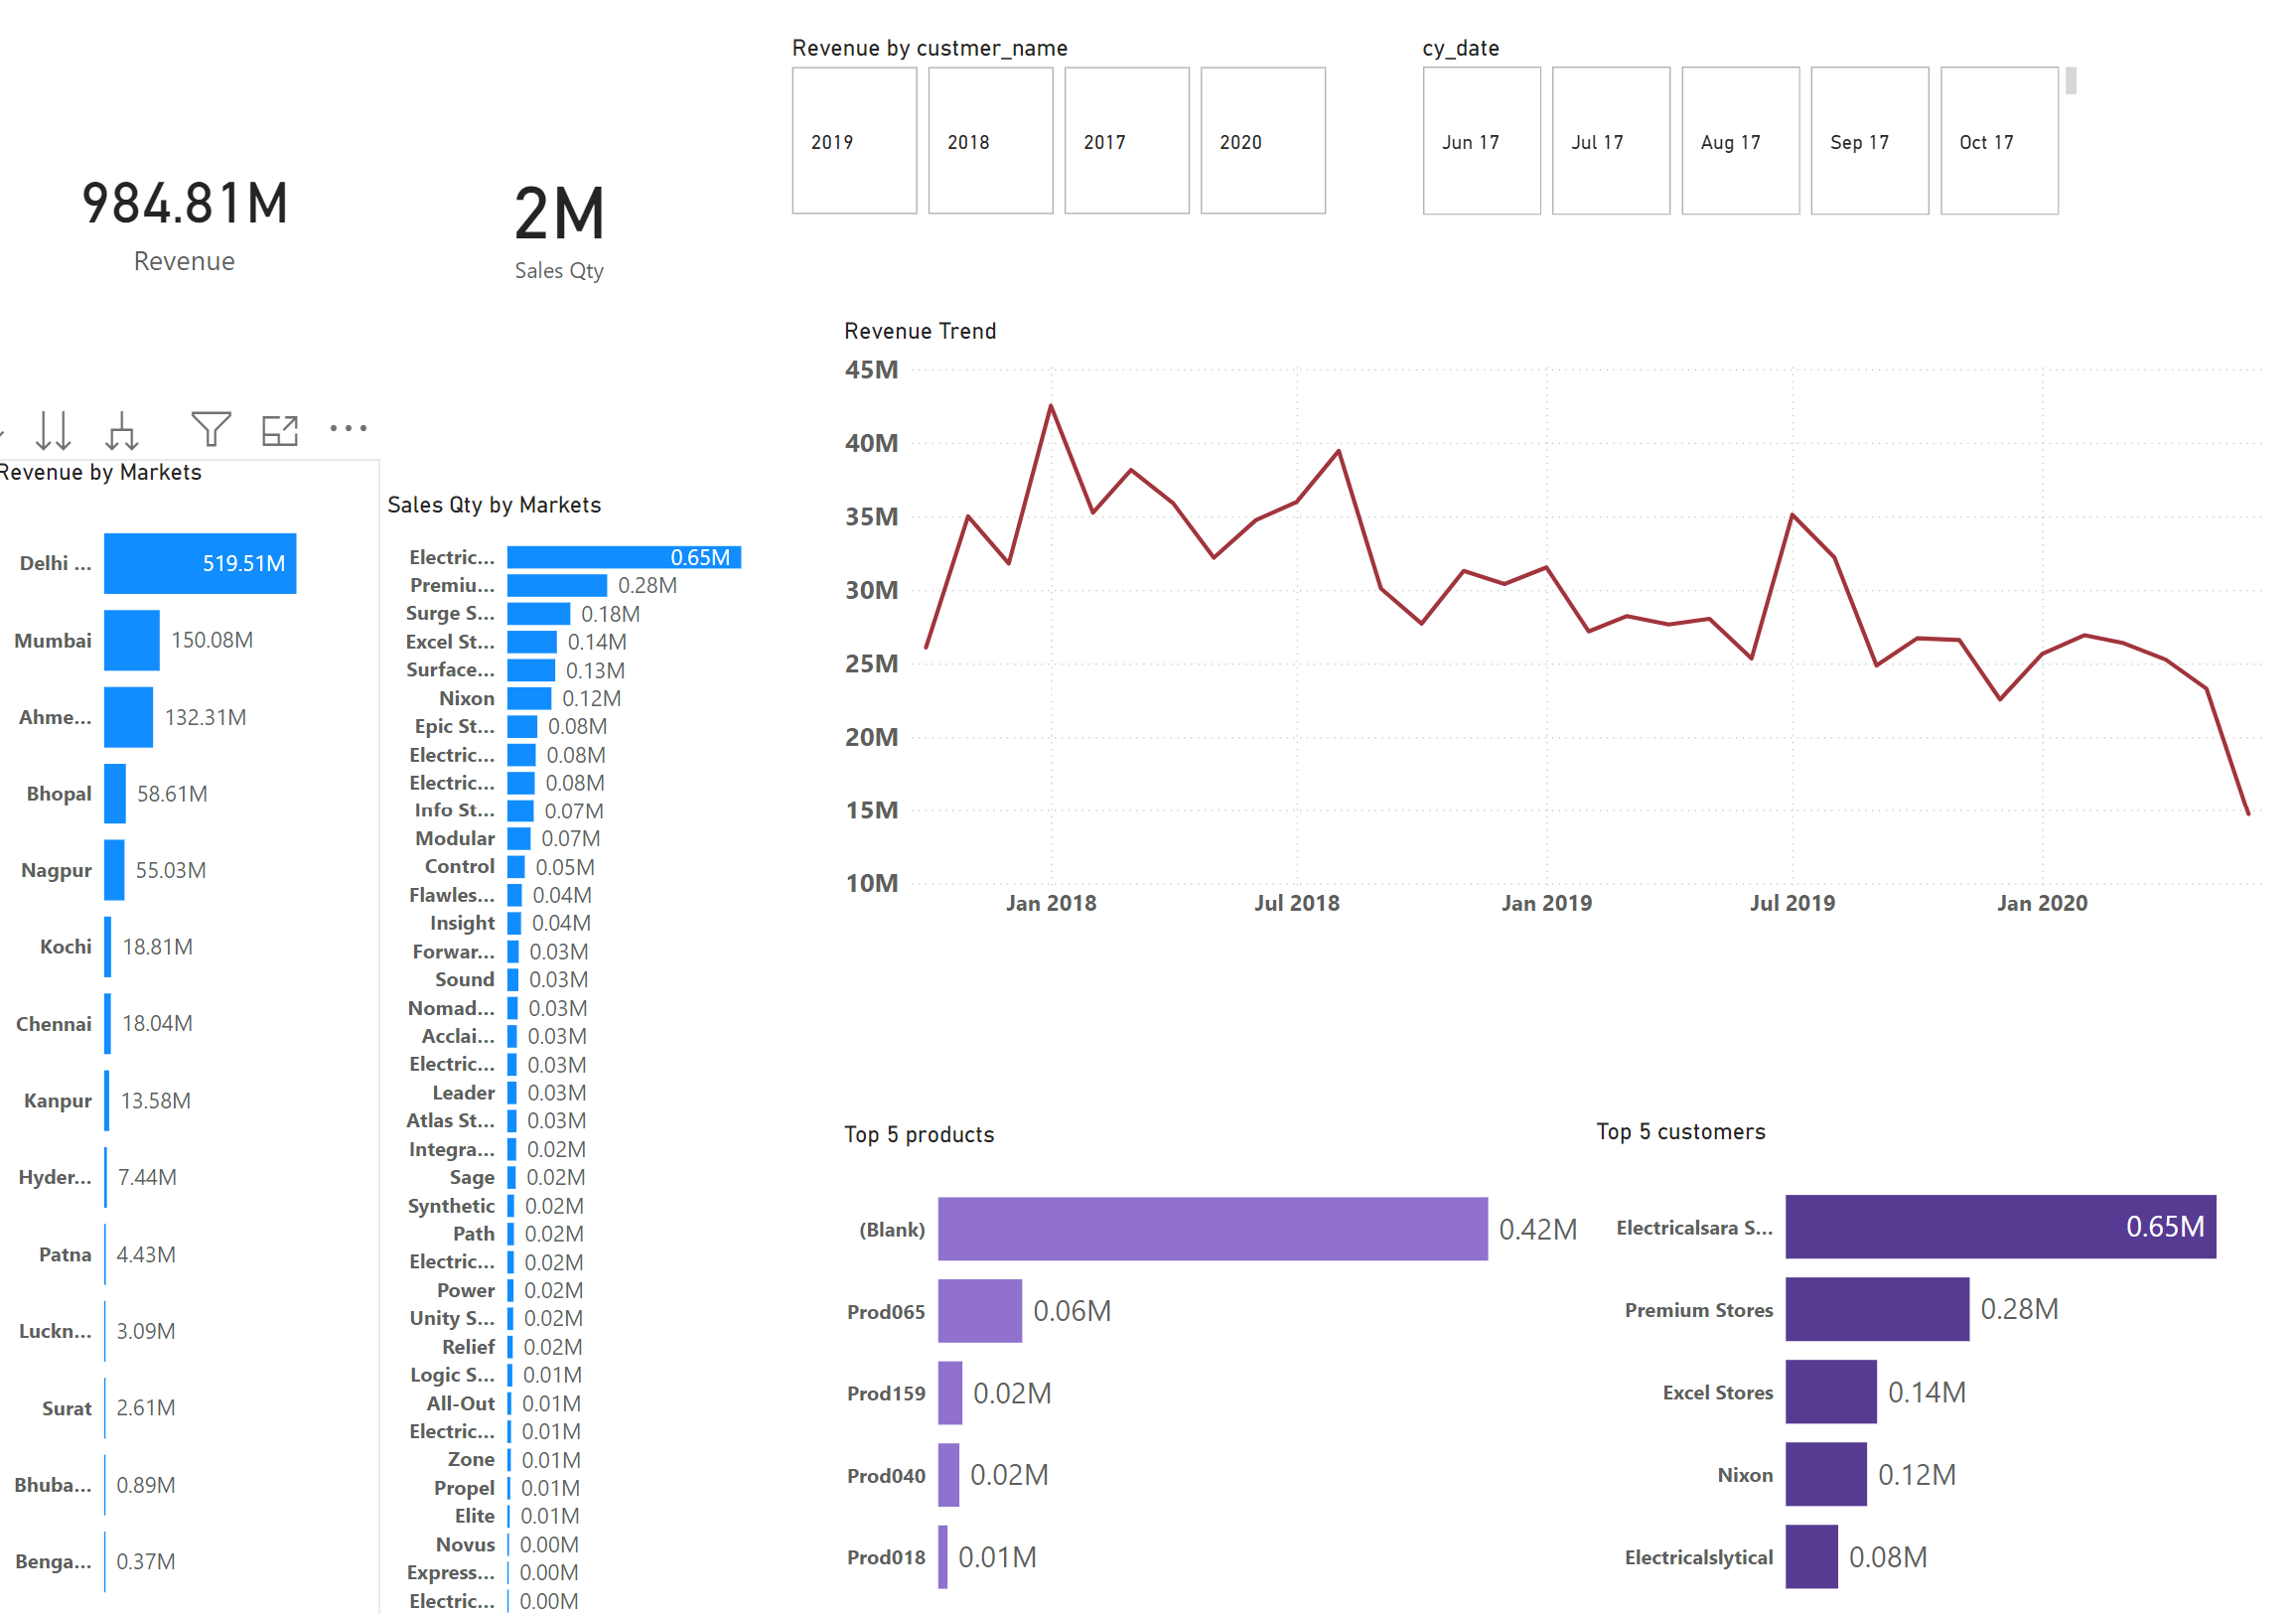 Revenue by custmer_name
2019
2018
2017
2020
cy_date
Jun 17
Jul 17
Aug 17
Sep 17
Oct 17
984.81M
Revenue
2M
Sales Qty
Revenue by Markets
Delhi ... 519.51M
Mumbai 150.08M
Ahme... 132.31M
Bhopal 58.61M
Nagpur 55.03M
Kochi 18.81M
Chennai 18.04M
Kanpur 13.58M
Hyder... 7.44M
Patna 4.43M
Luckn... 3.09M
Surat 2.61M
Bhuba... 0.89M
Benga... 0.37M
Sales Qty by Markets
Electric... 0.65M
Premiu... 0.28M
Surge S... 0.18M
Excel St... 0.14M
Surface... 0.13M
Nixon 0.12M
Epic St... 0.08M
Electric... 0.08M
Electric... 0.08M
Info St... 0.07M
Modular 0.07M
Control 0.05M
Flawles... 0.04M
Insight 0.04M
Forwar... 0.03M
Sound 0.03M
Nomad... 0.03M
Acclai... 0.03M
Electric... 0.03M
Leader 0.03M
Atlas St... 0.03M
Integra... 0.02M
Sage 0.02M
Synthetic 0.02M
Path 0.02M
Electric... 0.02M
Power 0.02M
Unity S... 0.02M
Relief 0.02M
Logic S... 0.01M
All-Out 0.01M
Electric... 0.01M
Zone 0.01M
Propel 0.01M
Elite 0.01M
Novus 0.00M
Express... 0.00M
Electric... 0.00M
Revenue Trend
45M
40M
35M
30M
25M
20M
15M
10M
Jan 2018 Jul 2018 Jan 2019 Jul 2019 Jan 2020
Top 5 products
(Blank) 0.42M
Prod065 0.06M
Prod159 0.02M
Prod040 0.02M
Prod018 0.01M
Top 5 customers
Electricalsara S... 0.65M
Premium Stores 0.28M
Excel Stores 0.14M
Nixon 0.12M
Electricalslytical 0.08M